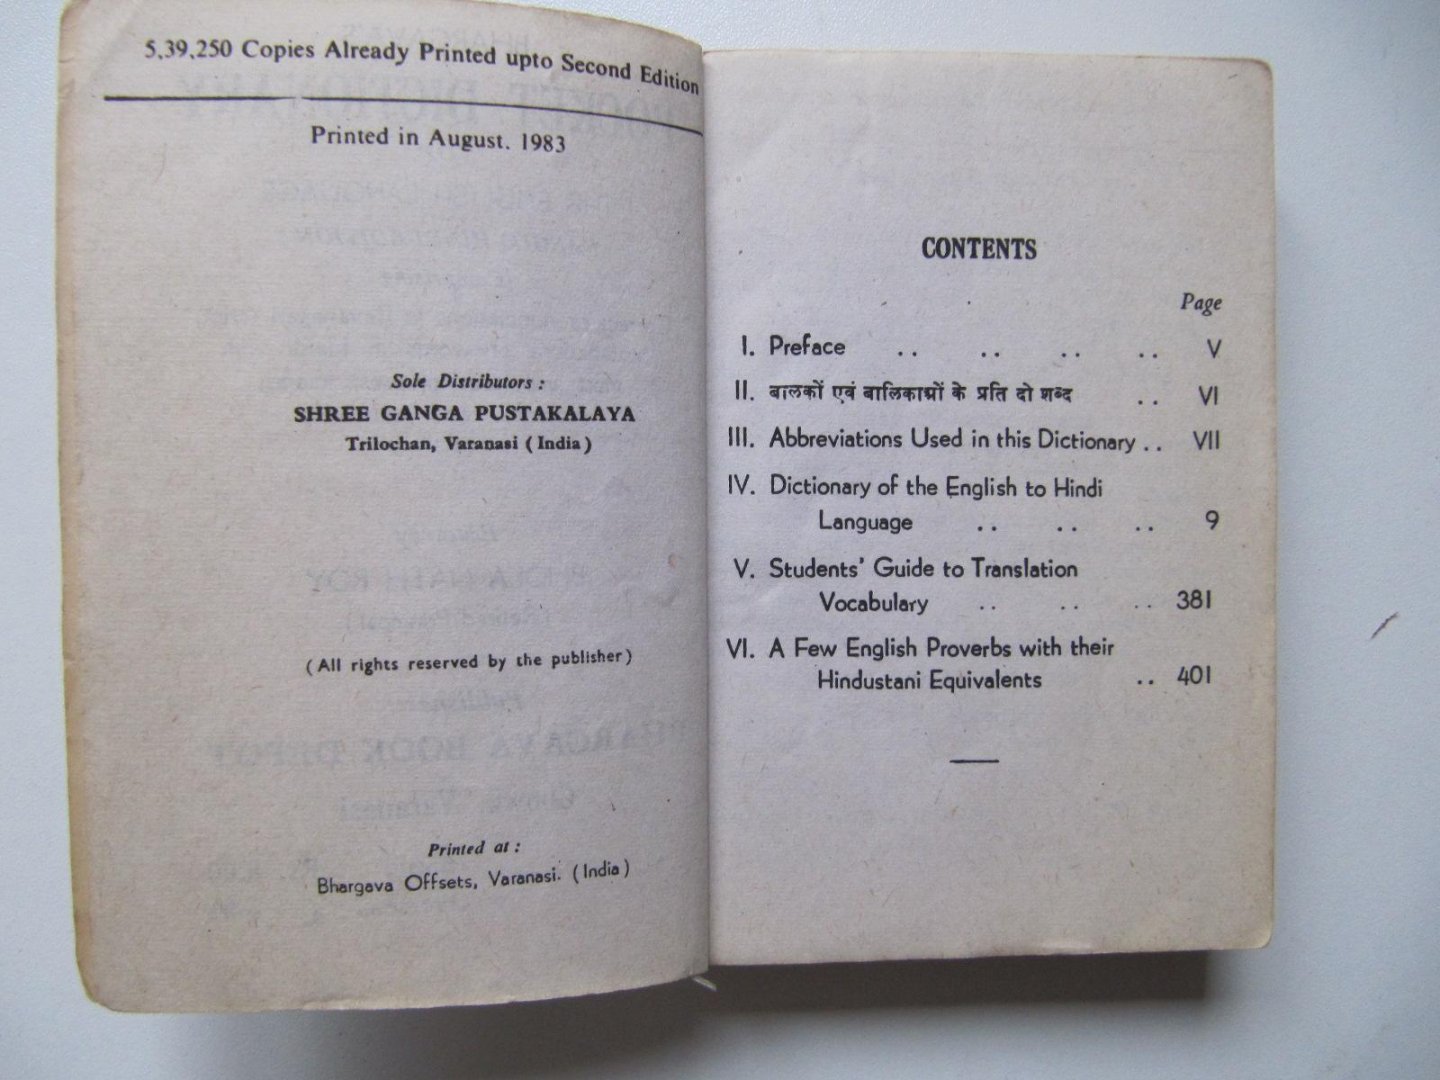 5,39,250 Copies Already Printed upto Second Edition
Printed in August. 1983
Sole Distributors :
SHREE GANGA PUSTAKALAYA
Trilochan, Varanasi ( India )
(All rights reserved by the publisher)
Printed at :
Bhargava Offsets, Varanasi. ( India )
CONTENTS
Page
I. Preface .. .. .. .. V
II. बालकों एवं बालिकाओं के प्रति दो शब्द .. VI
III. Abbreviations Used in this Dictionary .. VII
IV. Dictionary of the English to Hindi
Language .. .. .. 9
V. Students' Guide to Translation
Vocabulary .. .. .. 381
VI. A Few English Proverbs with their
Hindustani Equivalents .. 401